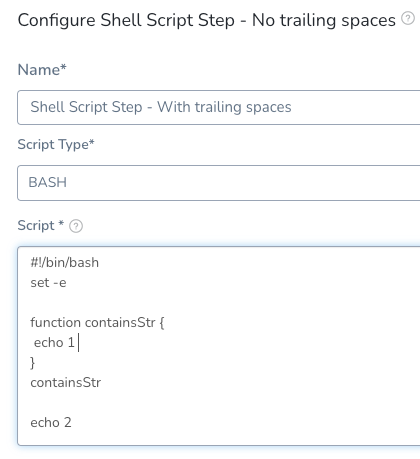 Configure Shell Script Step - No trailing spaces ?
Name*
Shell Script Step - With trailing spaces
Script Type*
BASH
Script * ?
#!/bin/bash
set -e

function containsStr {
 echo 1
}
containsStr

echo 2